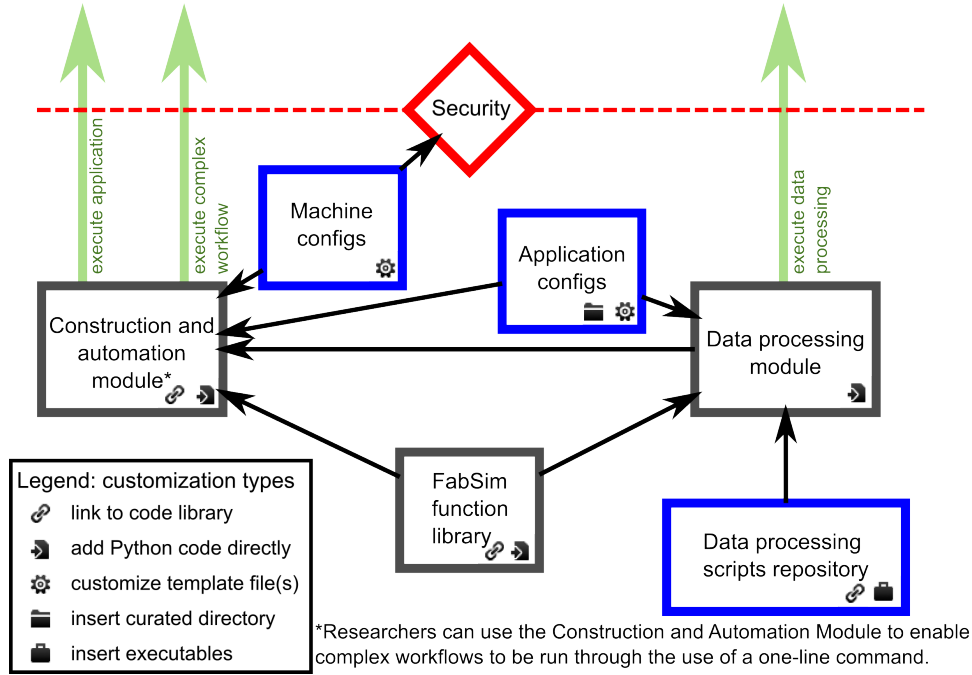 Security
execute application
execute complex
workflow
execute data
processing
Machine
configs
Application
configs
Construction and
automation
module*
Data processing
module
FabSim
function
library
Data processing
scripts repository
Legend: customization types
link to code library
add Python code directly
customize template file(s)
insert curated directory
insert executables
*Researchers can use the Construction and Automation Module to enable
complex workflows to be run through the use of a one-line command.